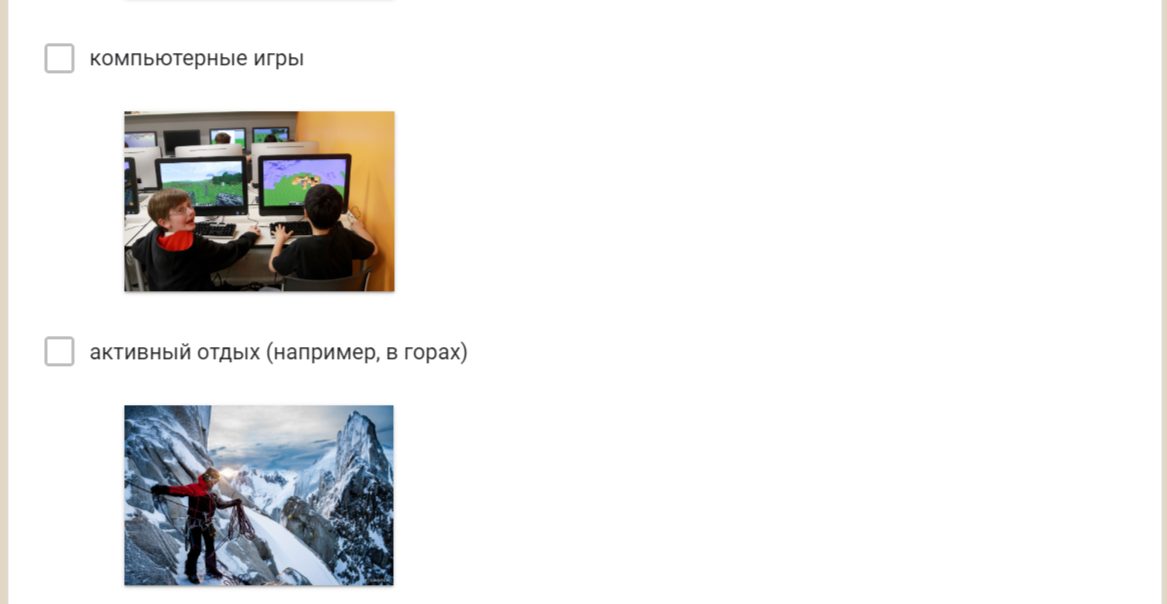 компьютерные игры
активный отдых (например, в горах)